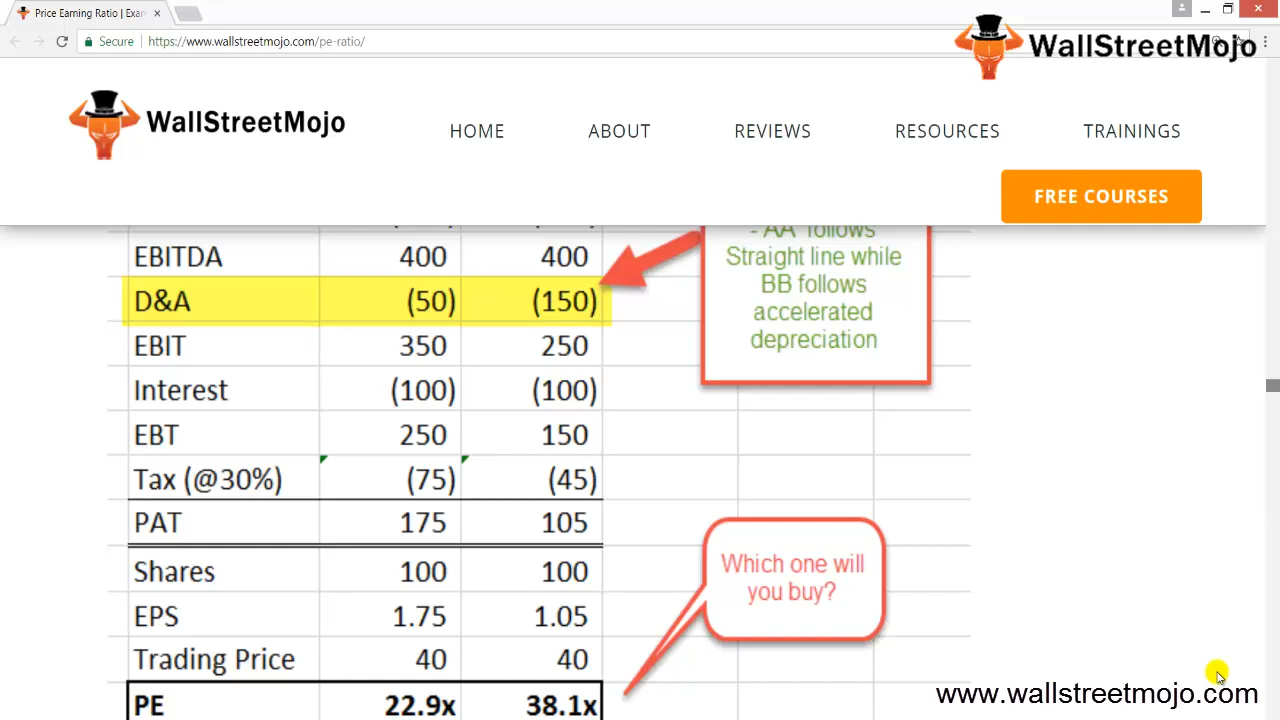 Price Earning Ratio | Exam
Secure | https://www.wallstreetmojo.com/pe-ratio/
WallStreetMojo
WallStreetMojo
HOME ABOUT REVIEWS RESOURCES TRAININGS
FREE COURSES
- AA follows
Straight line while
BB follows
accelerated
depreciation
EBITDA 400 400
D&A (50) (150)
EBIT 350 250
Interest (100) (100)
EBT 250 150
Tax (@30%) (75) (45)
PAT 175 105
Shares 100 100
EPS 1.75 1.05
Trading Price 40 40
PE 22.9x 38.1x
Which one will
you buy?
www.wallstreetmojo.com